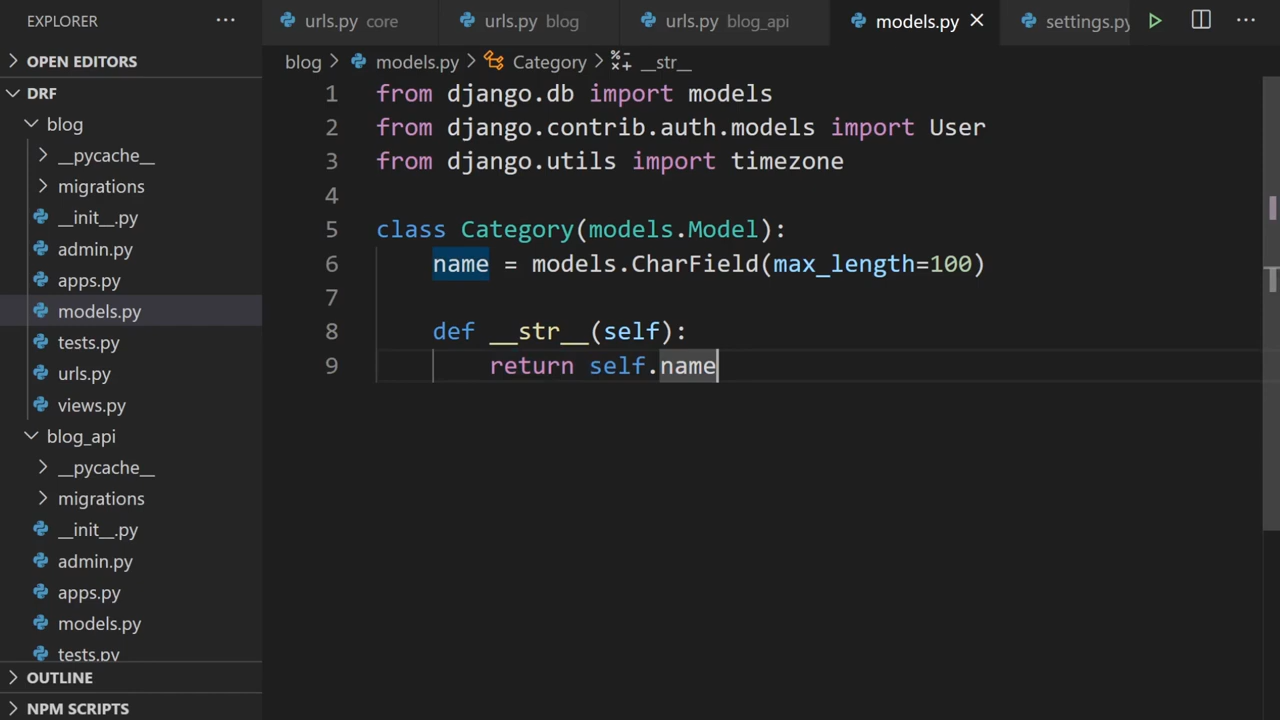 EXPLORER ···
urls.py core
urls.py blog
urls.py blog_api
models.py
settings.py
···
OPEN EDITORS
DRF
blog
__pycache__
migrations
__init__.py
admin.py
apps.py
models.py
tests.py
urls.py
views.py
blog_api
__pycache__
migrations
__init__.py
admin.py
apps.py
models.py
tests.py
OUTLINE
NPM SCRIPTS
blog > models.py > Category > __str__
1 from django.db import models
2 from django.contrib.auth.models import User
3 from django.utils import timezone
4
5 class Category(models.Model):
6 name = models.CharField(max_length=100)
7
8 def __str__(self):
9 return self.name